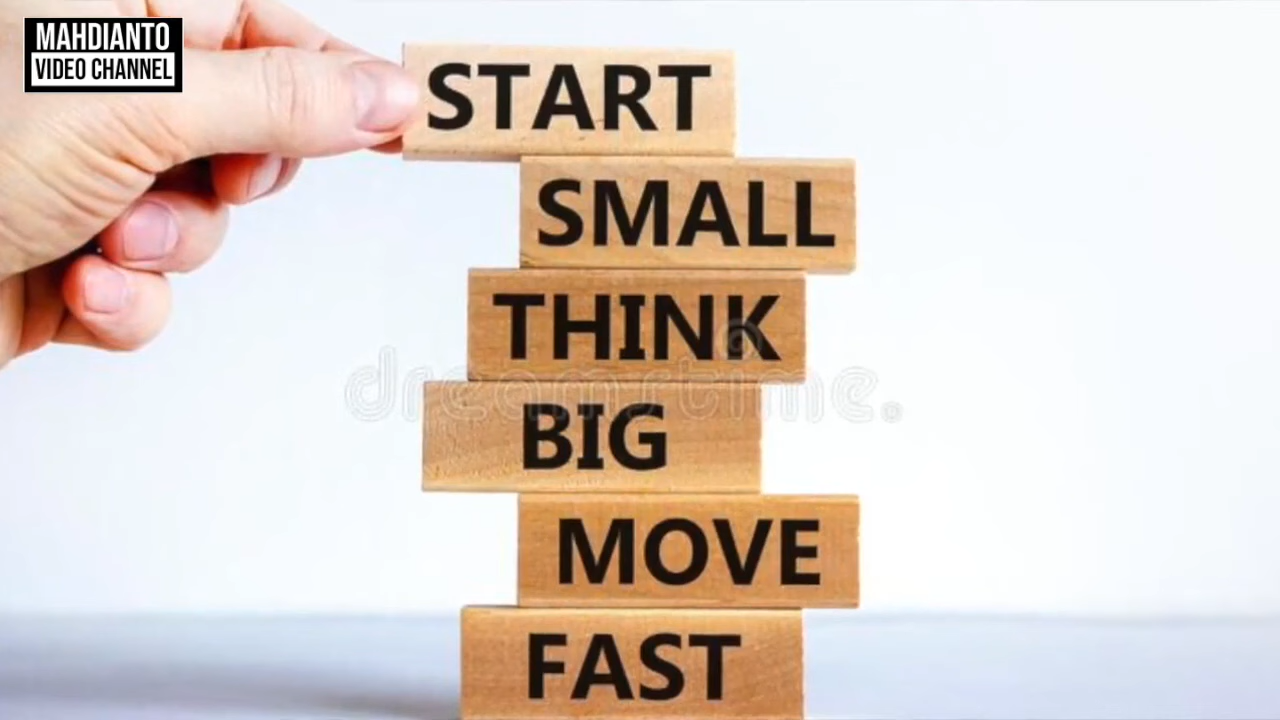 MAHDIANTO
VIDEO CHANNEL
START
SMALL
THINK
BIG
dreamstime.
MOVE
FAST